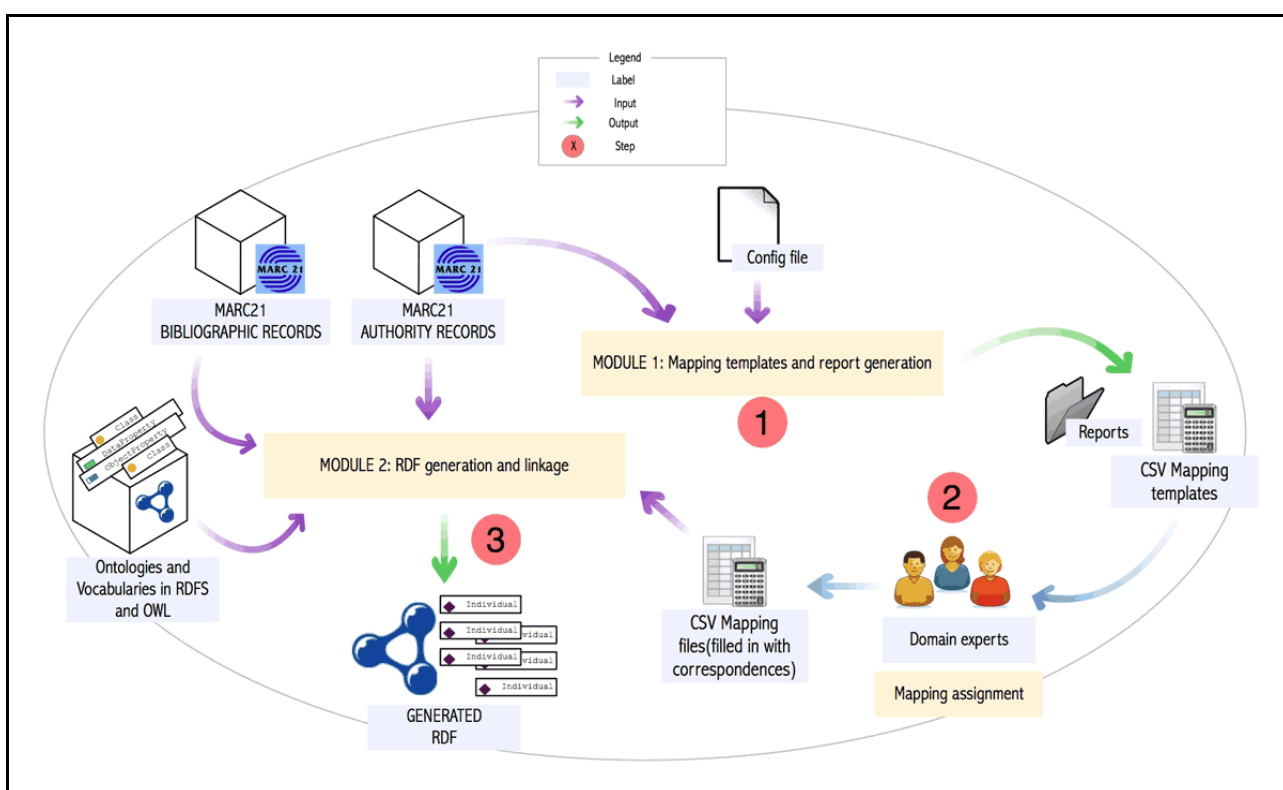 Legend
Label
Input
Output
X
Step
MARC 21
MARC 21
Config file
MARC21
BIBLIOGRAPHIC RECORDS
MARC21
AUTHORITY RECORDS
MODULE 1: Mapping templates and report generation
1
Reports
CSV Mapping
templates
Class
DataProperty
ObjectProperty
Class
MODULE 2: RDF generation and linkage
2
3
Ontologies and
Vocabularies in RDFS
and OWL
CSV Mapping
files(filled in with
correspondences)
Domain experts
Mapping assignment
Individual
Individual
vidual
Individual
Individual
GENERATED
RDF